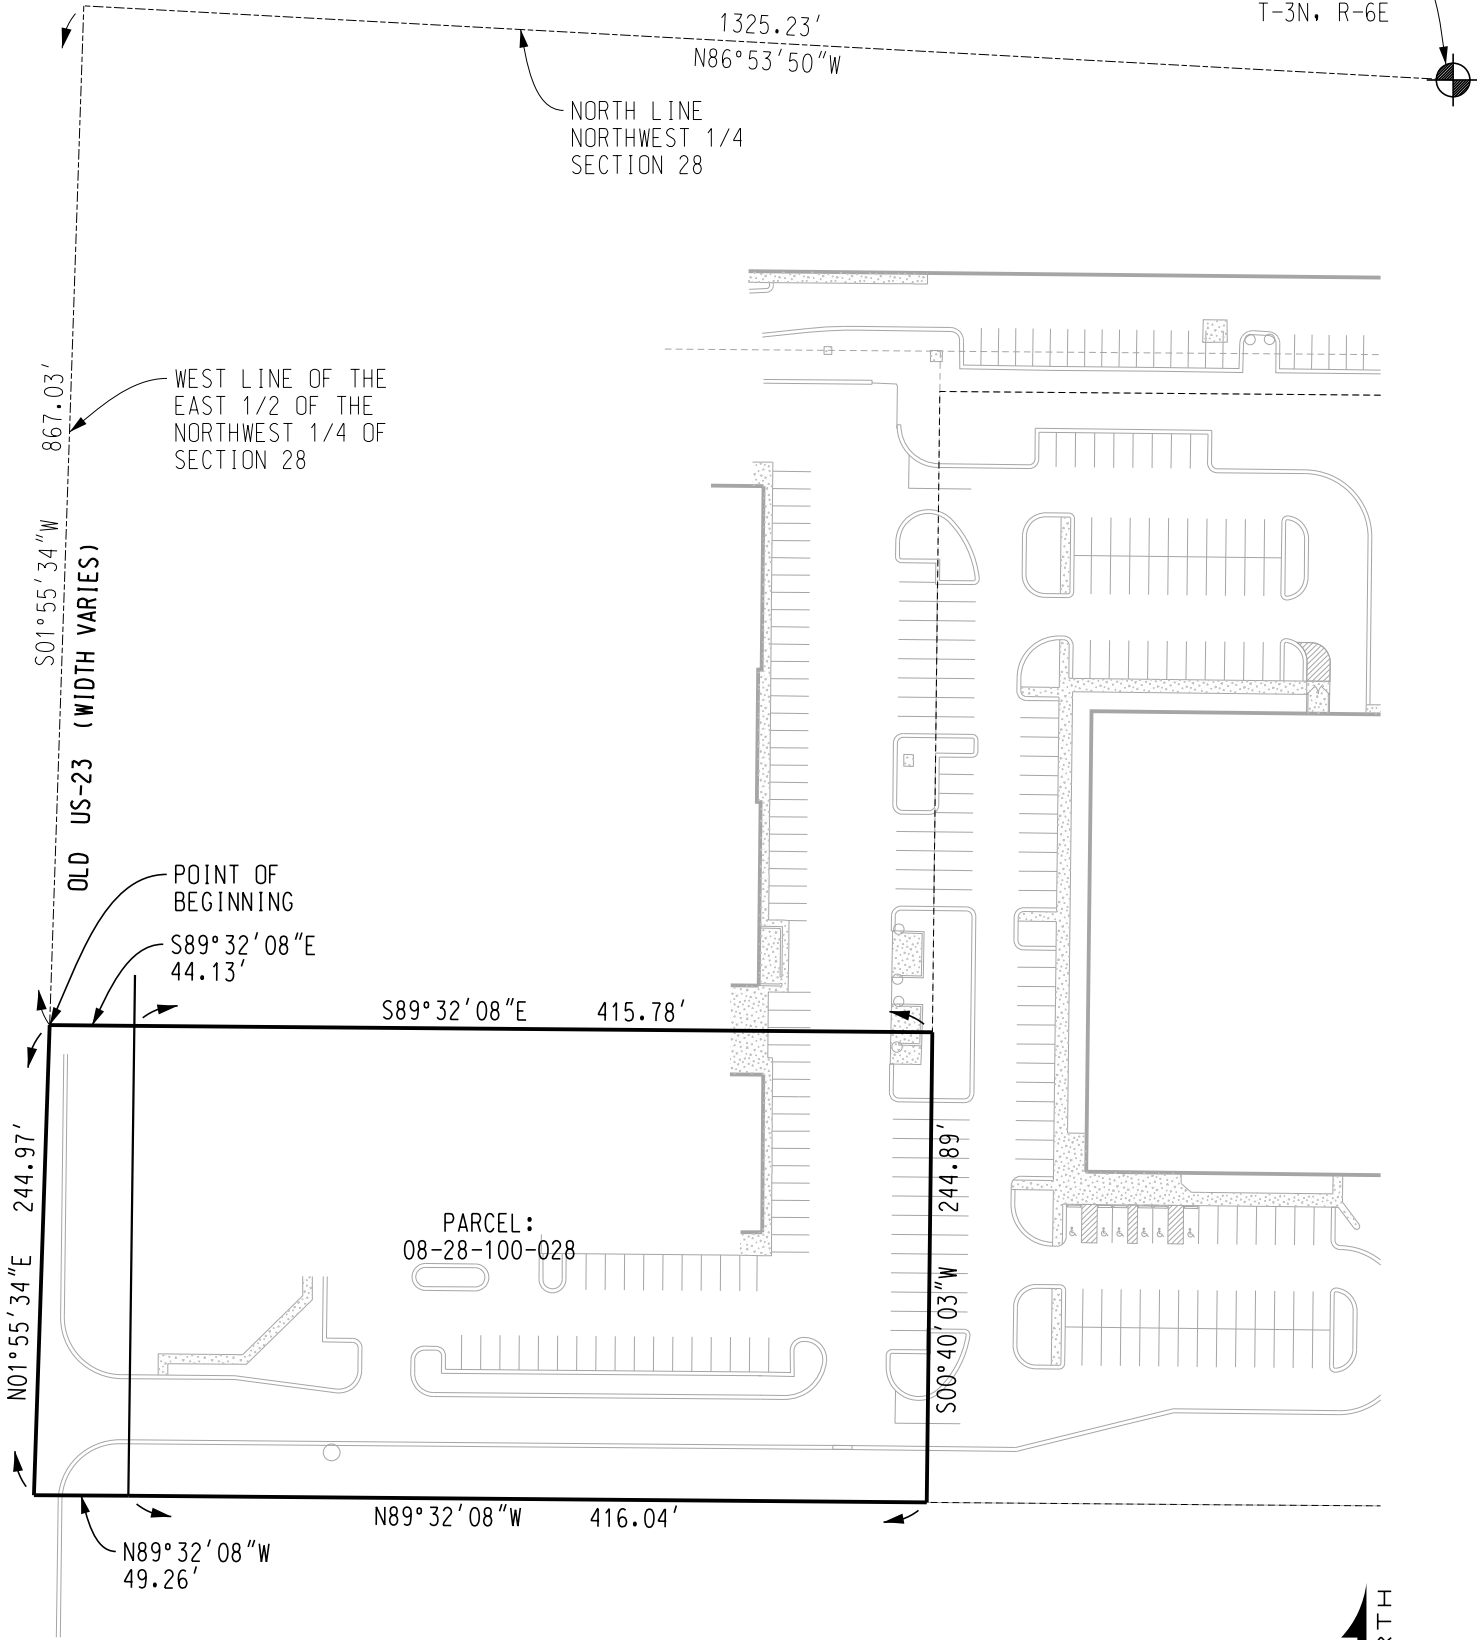 T-3N, R-6E
1325.23'
N86°53'50"W
NORTH LINE
NORTHWEST 1/4
SECTION 28
867.03'
S01°55'34"W
WEST LINE OF THE
EAST 1/2 OF THE
NORTHWEST 1/4 OF
SECTION 28
OLD US-23 (WIDTH VARIES)
POINT OF
BEGINNING
S89°32'08"E
44.13'
S89°32'08"E 415.78'
N01°55'34"E 244.97'
244.89'
S00°40'03"W
PARCEL:
08-28-100-028
N89°32'08"W 416.04'
N89°32'08"W
49.26'